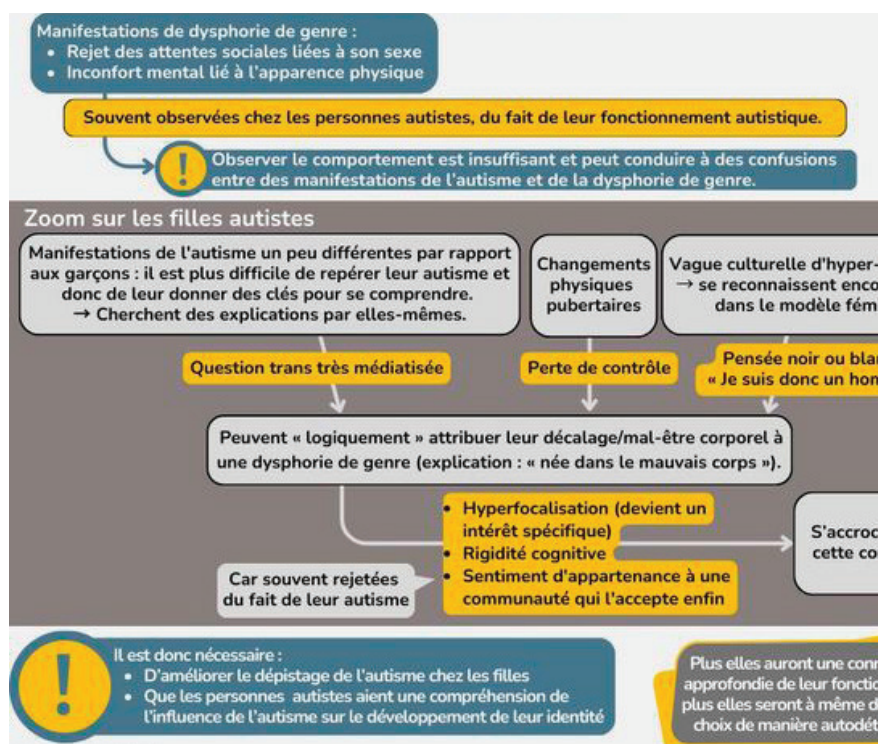 Manifestations de dysphorie de genre :
• Rejet des attentes sociales liées à son sexe
• Inconfort mental lié à l'apparence physique
Souvent observées chez les personnes autistes, du fait de leur fonctionnement autistique.
!
Observer le comportement est insuffisant et peut conduire à des confusions
entre des manifestations de l'autisme et de la dysphorie de genre.
Zoom sur les filles autistes
Manifestations de l'autisme un peu différentes par rapport
aux garçons : il est plus difficile de repérer leur autisme et
donc de leur donner des clés pour se comprendre.
→ Cherchent des explications par elles-mêmes.
Changements
physiques
pubertaires
Vague culturelle d'hyper-
→ se reconnaissent
dans le modèle
Question trans très médiatisée
Perte de contrôle
Pensée noir ou
« Je suis donc un
Peuvent « logiquement » attribuer leur décalage/mal-être corporel à
une dysphorie de genre (explication : « née dans le mauvais corps »).
• Hyperfocalisation (devient un
intérêt spécifique)
• Rigidité cognitive
• Sentiment d'appartenance à une
communauté qui l'accepte enfin
Car souvent rejetées
du fait de leur autisme
cette
!
Il est donc nécessaire :
• D'améliorer le dépistage de l'autisme chez les filles
• Que les personnes autistes aient une compréhension de
l'influence de l'autisme sur le développement de leur identité
Plus elles auront une
approfondie de leur
plus elles seront à même
choix de manière